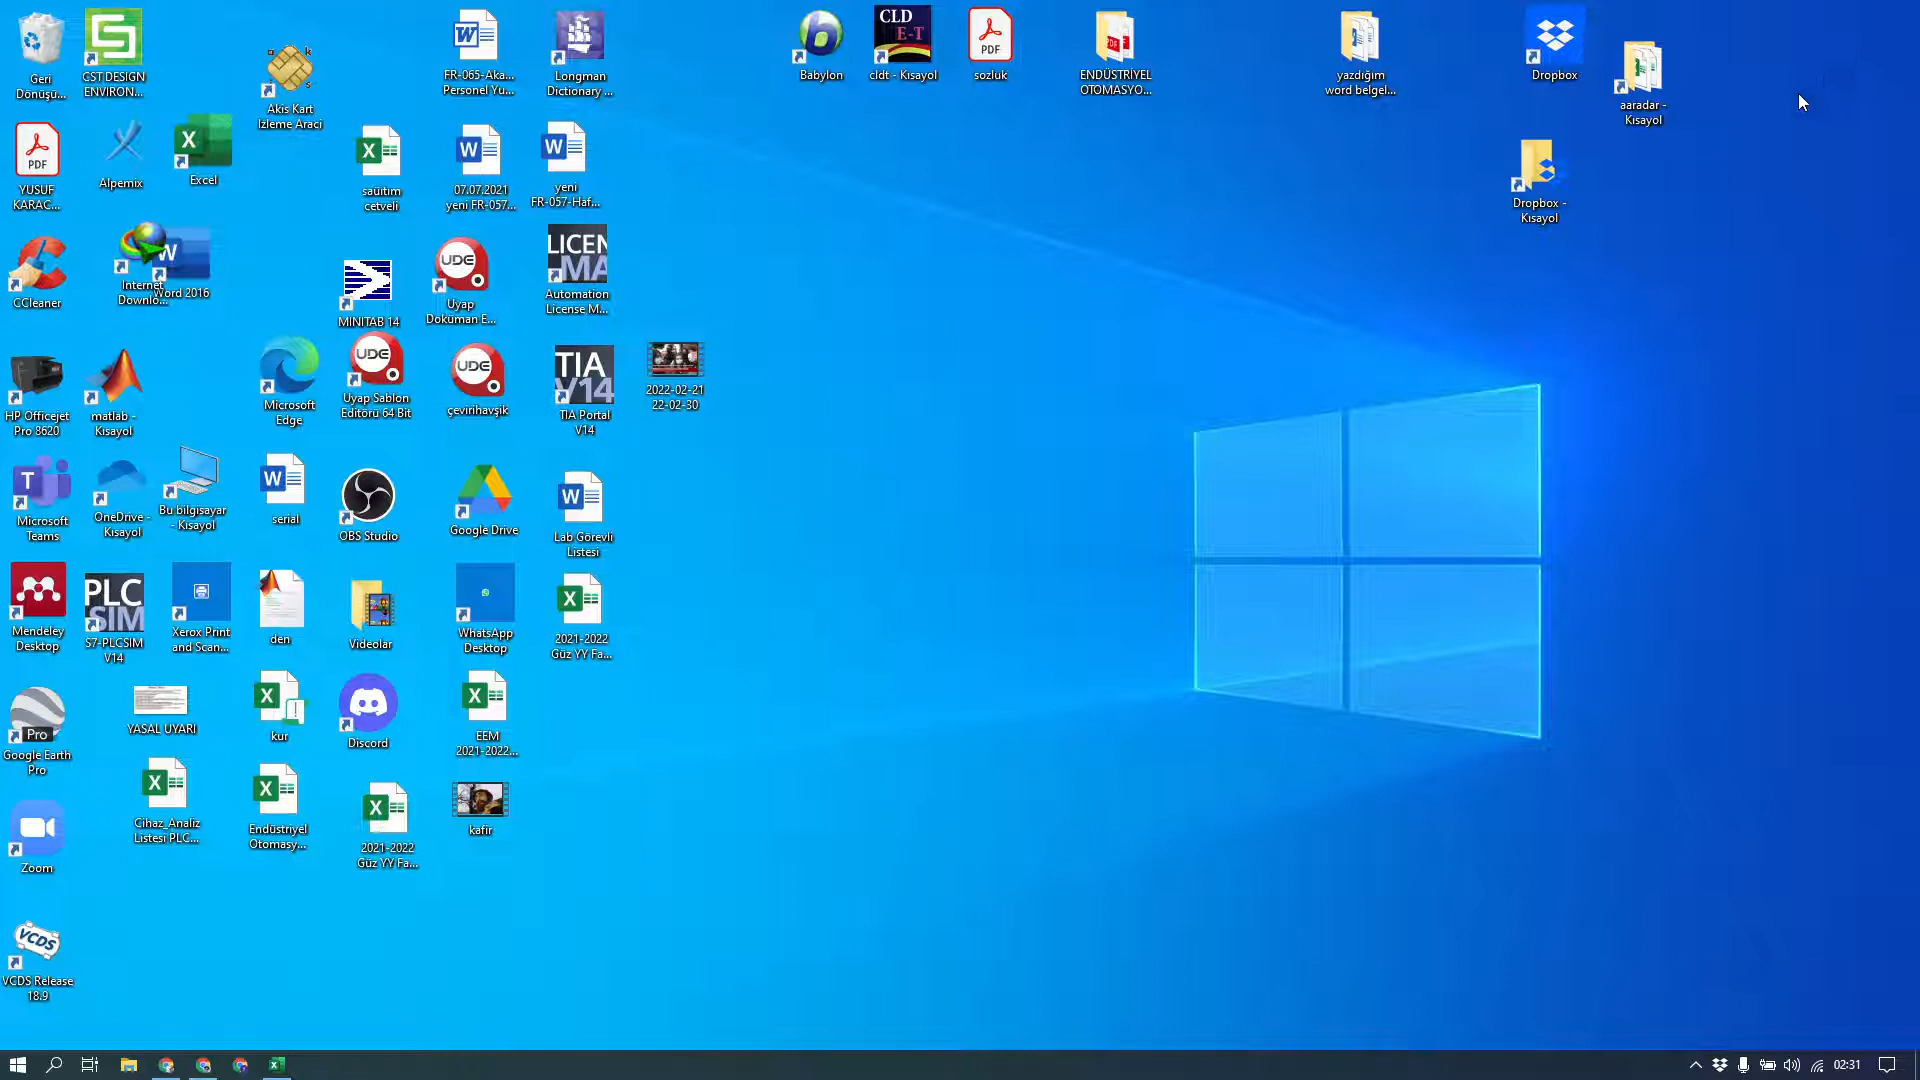 Geri
Dönüşü...
CST DESIGN
ENVIRON...
Akis Kart
İzleme Aracı
FR-065-Aka...
Personel Yu...
Longman
Dictionary ...
Babylon
CLD
E-T
cldt - Kısayol
PDF
sozluk
PDF
ENDÜSTRİYEL
OTOMASYO...
yazdığım
word belgel...
Dropbox
aaradar -
Kısayol
PDF
YUSUF
KARAC...
Alpemix
Excel
saüitim
cetveli
07.07.2021
yeni FR-057...
yeni
FR-057-Haf...
Dropbox -
Kısayol
CCleaner
Internet
Downlo...
Word 2016
MINITAB 14
UDE
Uyap
Doküman E...
LICEN
MA
Automation
License M...
HP Officejet
Pro 8620
matlab -
Kısayol
Microsoft
Edge
UDE
Uyap Sablon
Editörü 64 Bit
UDE
çevirihavşik
TIA
V14
TIA Portal
V14
2022-02-21
22-02-30
Microsoft
Teams
OneDrive -
Kısayol
Bu bilgisayar
- Kısayol
serial
OBS Studio
Google Drive
Lab Görevli
Listesi
Mendeley
Desktop
PLC
SIM
S7-PLCSIM
V14
Xerox Print
and Scan...
den
Videolar
WhatsApp
Desktop
2021-2022
Güz YY Fa...
Pro
Google Earth
Pro
YASAL UYARI
kur
Discord
EEM
2021-2022...
Zoom
Cihaz_Analiz
Listesi PLC...
Endüstriyel
Otomasy...
2021-2022
Güz YY Fa...
kafir
VCDS
VCDS Release
18.9
02:31